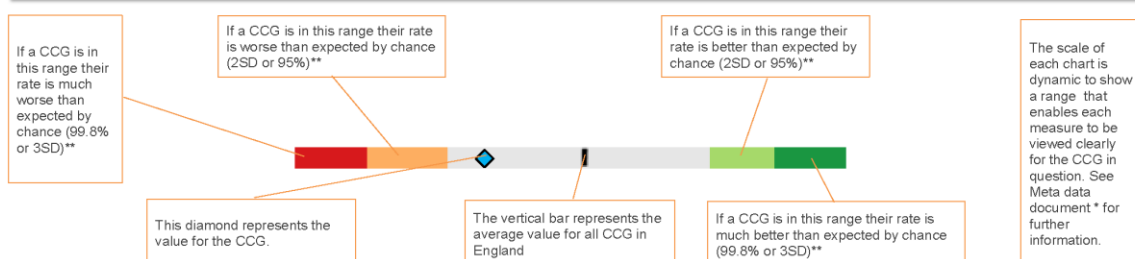 If a CCG is in
this range their
rate is much
worse than
expected by
chance (99.8%
or 3SD)**
If a CCG is in this range their rate
is worse than expected by chance
(2SD or 95%)**
If a CCG is in this range their
rate is better than expected by
chance (2SD or 95%)**
The scale of
each chart is
dynamic to show
a range that
enables each
measure to be
viewed clearly
for the CCG in
question. See
Meta data
document * for
further
information.
This diamond represents the
value for the CCG.
The vertical bar represents the
average value for all CCG in
England
If a CCG is in this range their rate is
much better than expected by chance
(99.8% or 3SD)**